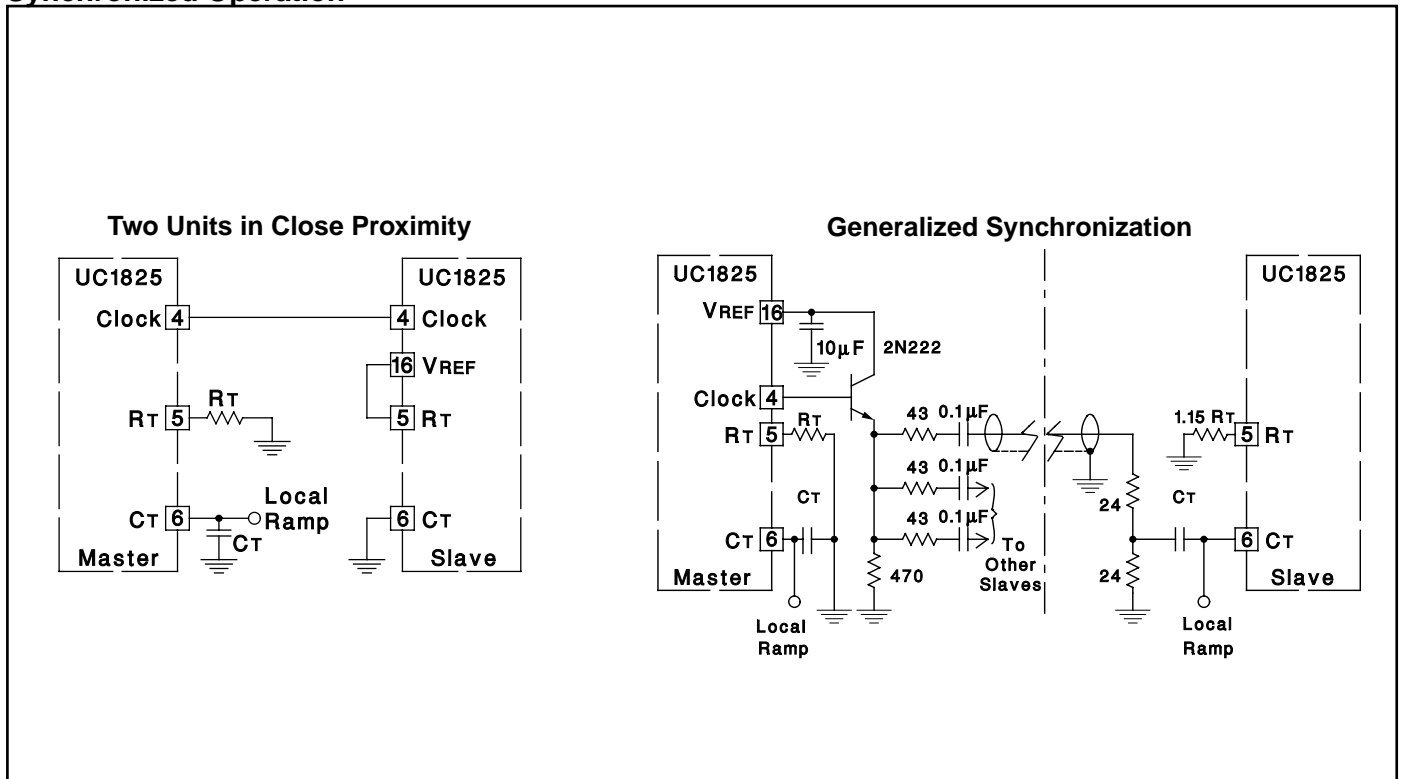 Synchronized Operation
Two Units in Close Proximity
UC1825
UC1825
Clock 4
4 Clock
16 VREF
RT 5
RT
5 RT
CT 6
Local
Ramp
CT
6 CT
Master
Slave
Generalized Synchronization
UC1825
UC1825
VREF 16
10µF
2N222
Clock 4
RT 5
RT
43 0.1µF
1.15 RT
5 RT
43 0.1µF
CT
43 0.1µF
CT 6
To
Other
Slaves
470
24
24
CT
6 CT
Master
Slave
Local
Ramp
Local
Ramp